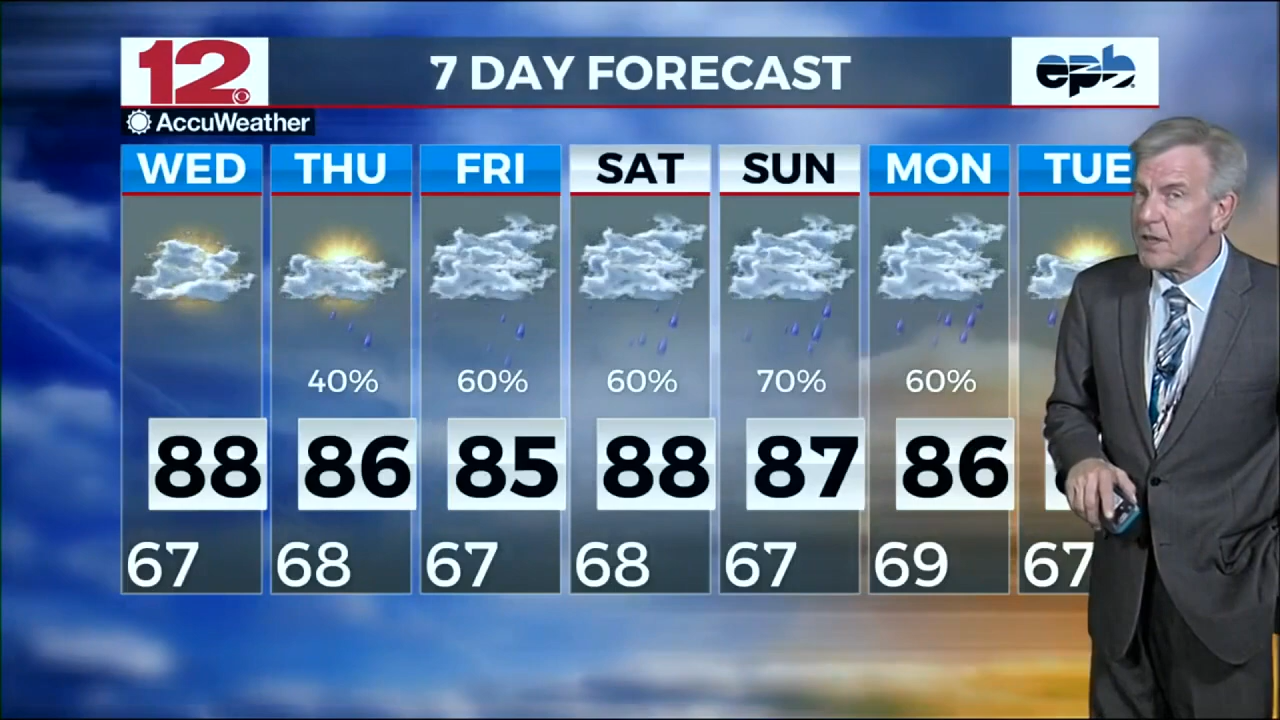 12
7 DAY FORECAST
epb
AccuWeather
WED THU FRI SAT SUN MON TUE
40% 60% 60% 70% 60%
88 86 85 88 87 86
67 68 67 68 67 69 67